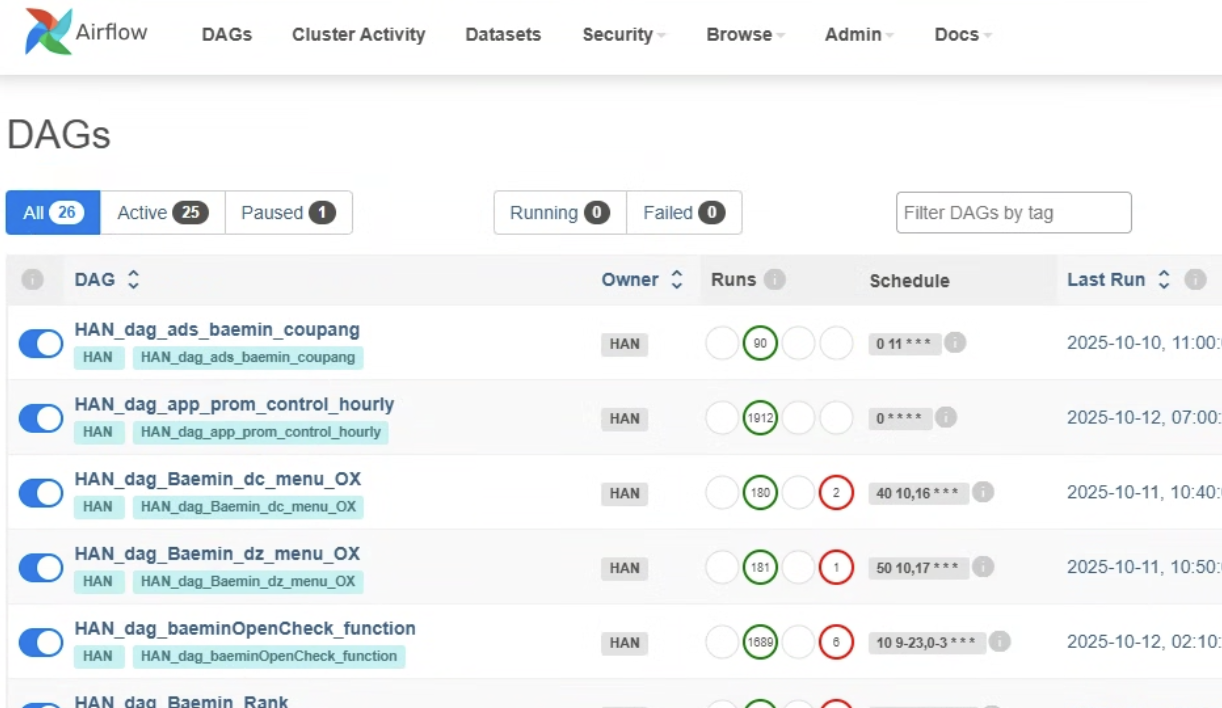 Airflow DAGs Cluster Activity Datasets Security Browse Admin Docs
DAGs
All 26 Active 25 Paused 1 Running 0 Failed 0 Filter DAGs by tag
DAG Owner Runs Schedule Last Run
HAN_dag_ads_baemin_coupang
HAN HAN_dag_ads_baemin_coupang HAN 90 0 11 * * * 2025-10-10, 11:00:
HAN_dag_app_prom_control_hourly
HAN HAN_dag_app_prom_control_hourly HAN 1912 0 * * * * 2025-10-12, 07:00:
HAN_dag_Baemin_dc_menu_OX
HAN HAN_dag_Baemin_dc_menu_OX HAN 180 2 40 10,16 * * * 2025-10-11, 10:40:
HAN_dag_Baemin_dz_menu_OX
HAN HAN_dag_Baemin_dz_menu_OX HAN 181 1 50 10,17 * * * 2025-10-11, 10:50:
HAN_dag_baeminOpenCheck_function
HAN HAN_dag_baeminOpenCheck_function HAN 1689 6 10 9-23,0-3 * * * 2025-10-12, 02:10:
HAN_dag_Baemin_Rank